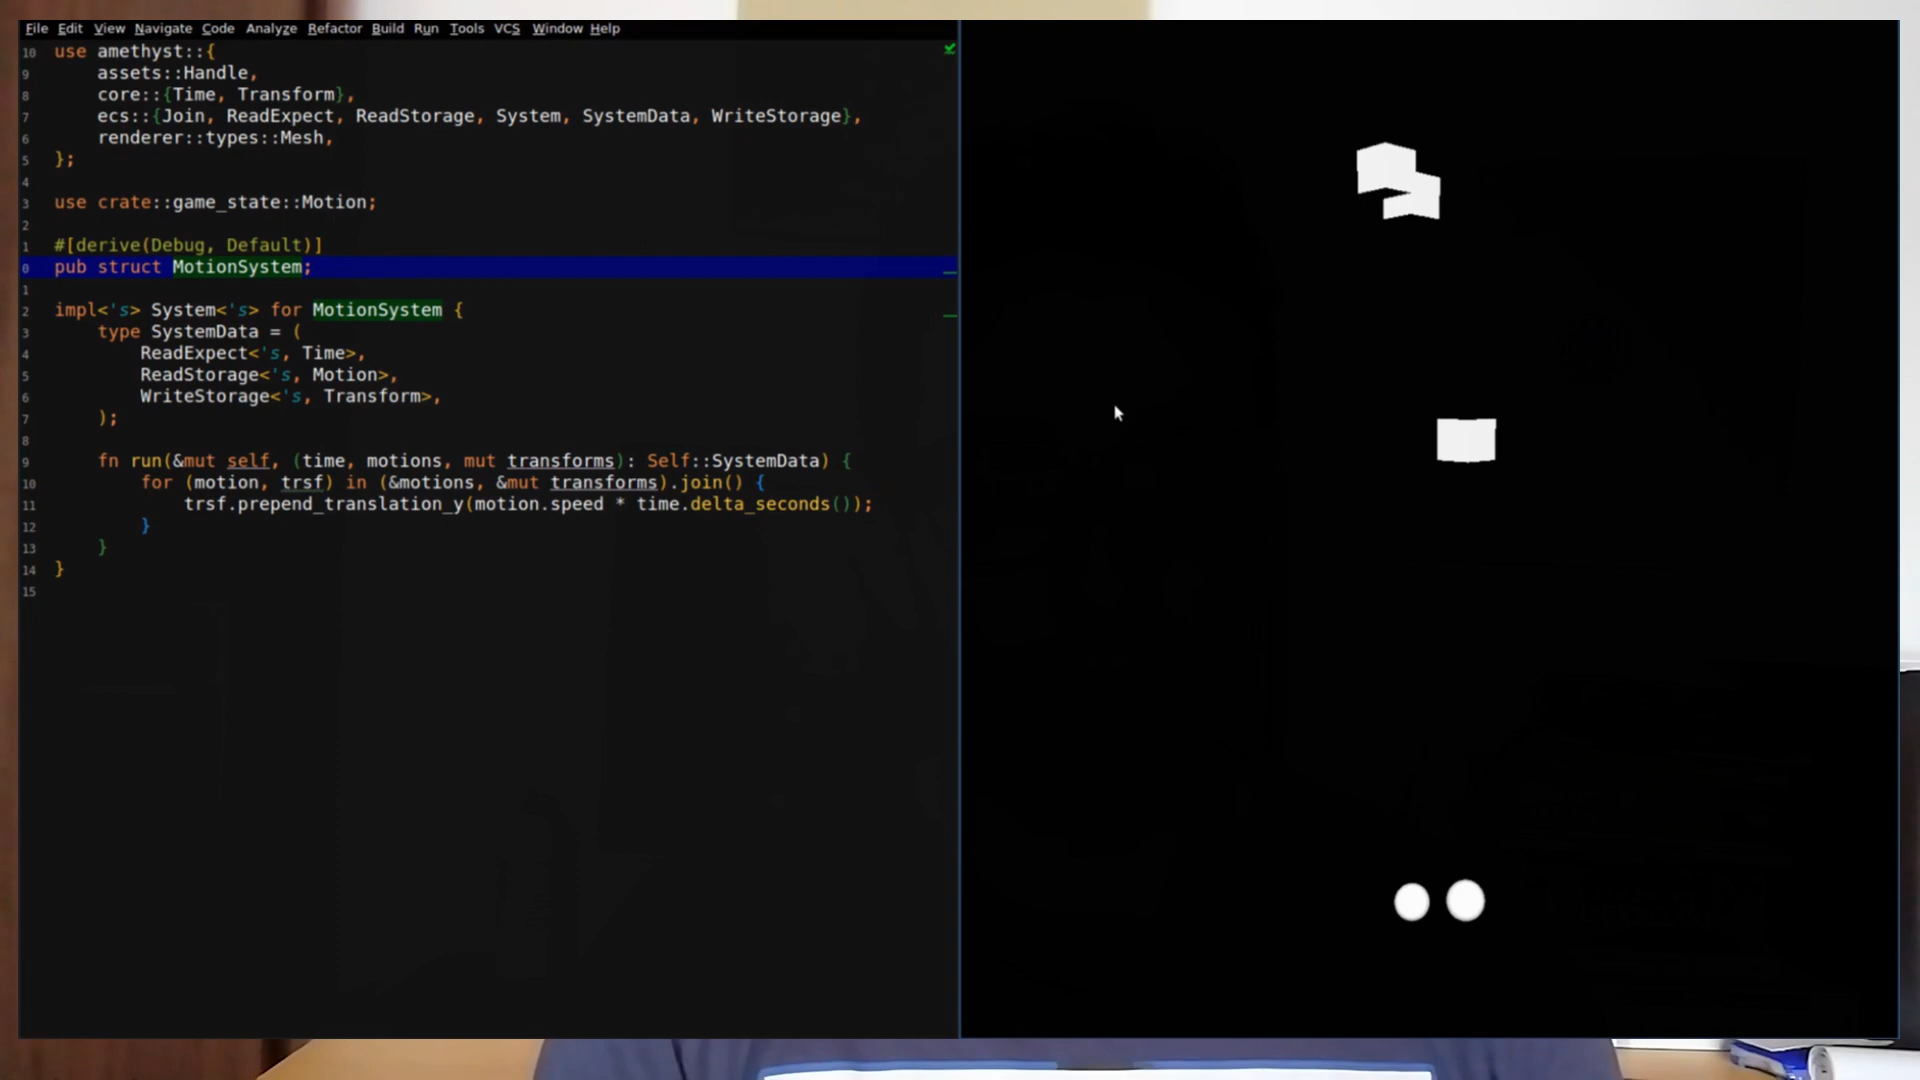 File Edit View Navigate Code Analyze Refactor Build Run Tools VCS Window Help
10 use amethyst::{
9 assets::Handle,
8 core::{Time, Transform},
7 ecs::{Join, ReadExpect, ReadStorage, System, SystemData, WriteStorage},
6 renderer::types::Mesh,
5 };
4
3 use crate::game_state::Motion;
2
1 #[derive(Debug, Default)]
0 pub struct MotionSystem;
1
2 impl<'s> System<'s> for MotionSystem {
3 type SystemData = (
4 ReadExpect<'s, Time>,
5 ReadStorage<'s, Motion>,
6 WriteStorage<'s, Transform>,
7 );
8
9 fn run(&mut self, (time, motions, mut transforms): Self::SystemData) {
10 for (motion, trsf) in (&motions, &mut transforms).join() {
11 trsf.prepend_translation_y(motion.speed * time.delta_seconds());
12 }
13 }
14 }
15